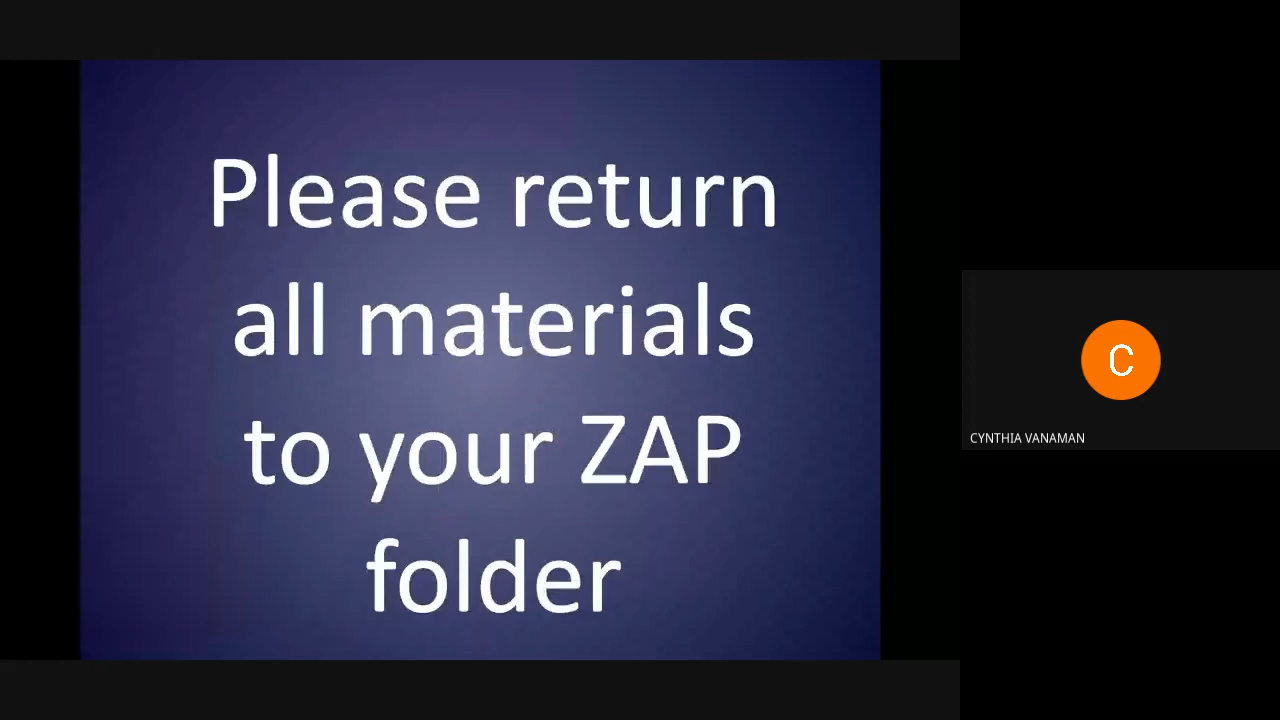 Please return
all materials
to your ZAP
folder
C
CYNTHIA VANAMAN